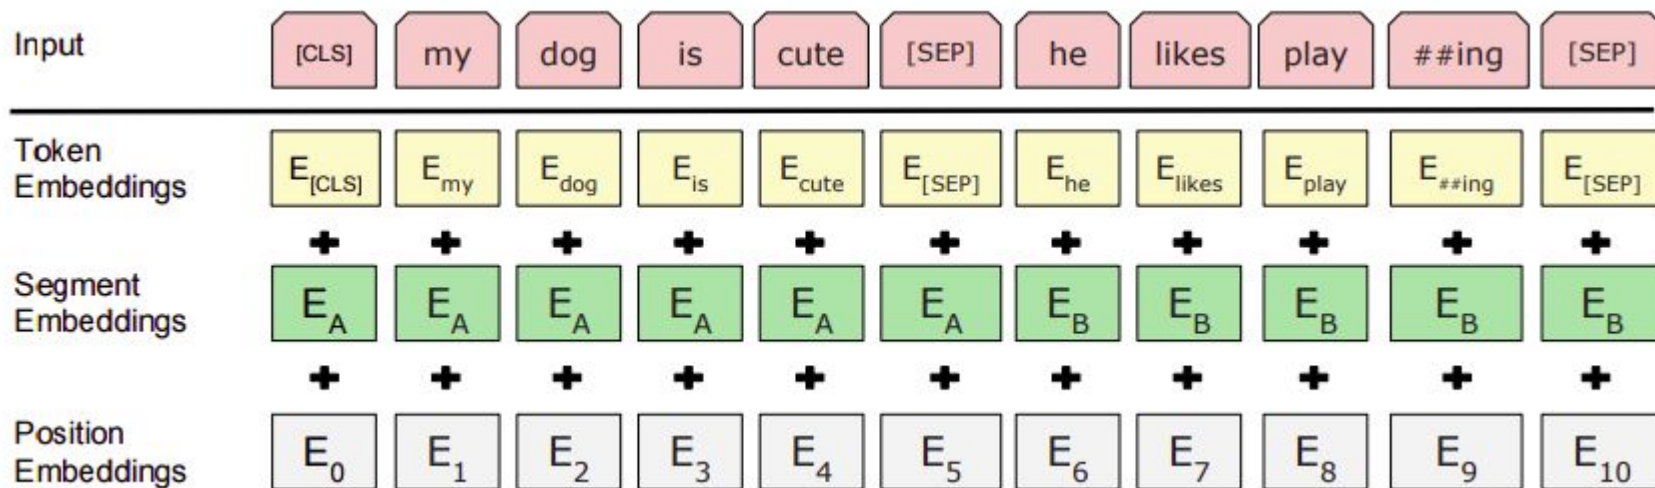 Input [CLS] my dog is cute [SEP] he likes play ##ing [SEP]
Token
Embeddings
E[CLS] Emy Edog Eis Ecute E[SEP] Ehe Elikes Eplay E##ing E[SEP]
+ + + + + + + + + + +
Segment
Embeddings
EA EA EA EA EA EA EB EB EB EB EB
+ + + + + + + + + + +
Position
Embeddings
E0 E1 E2 E3 E4 E5 E6 E7 E8 E9 E10